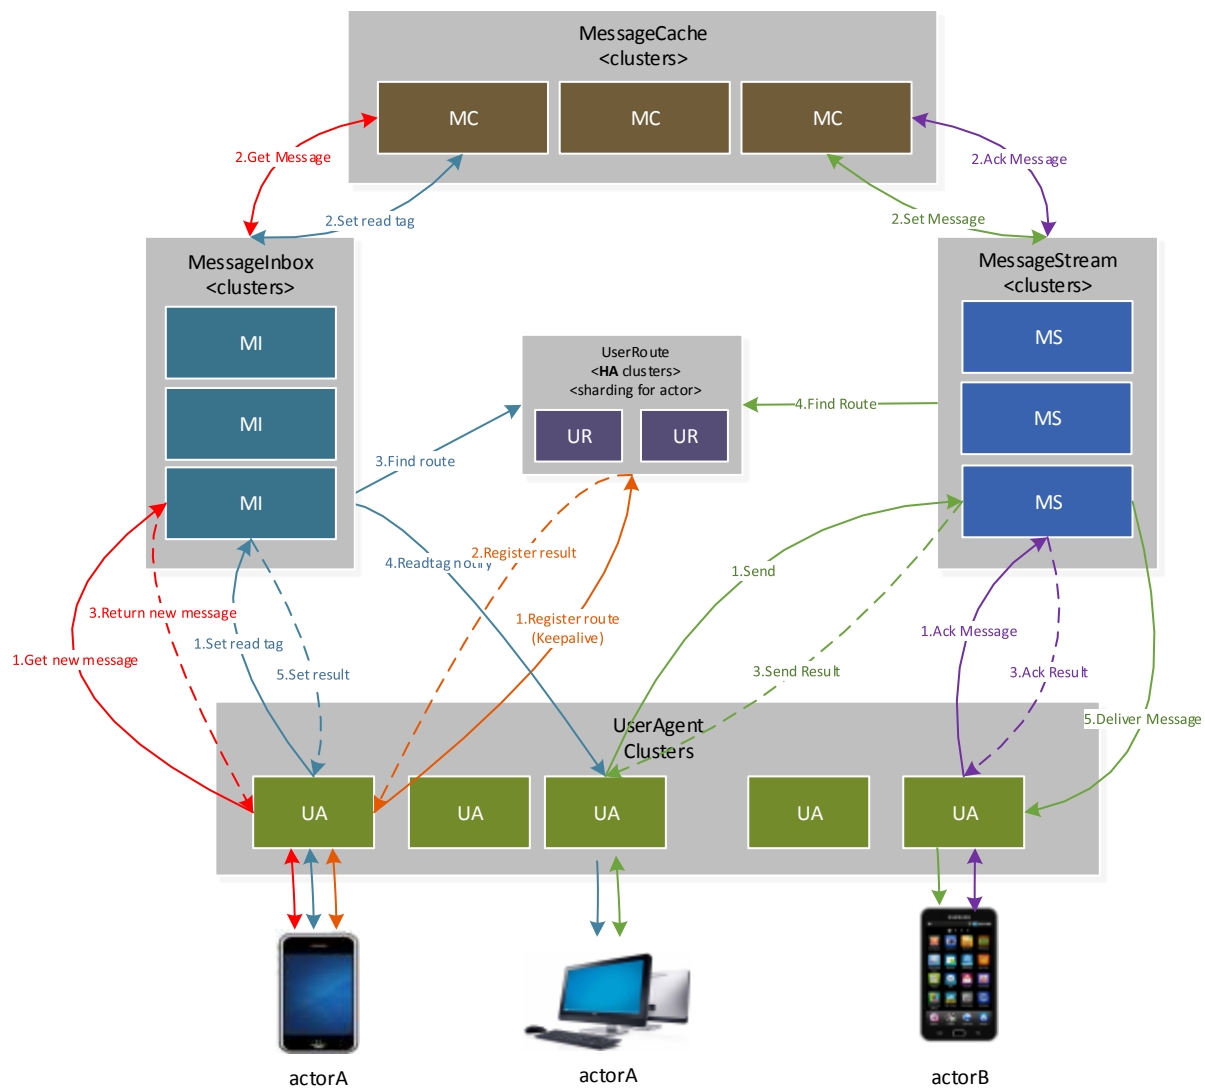 MessageCache
<clusters>
MC
MC
MC
2.Get Message
2.Ack Message
2.Set read tag
2.Set Message
MessageInbox
<clusters>
MI
MI
MI
MessageStream
<clusters>
MS
MS
MS
UserRoute
<HA clusters>
<sharding for actor>
UR
UR
4.Find Route
3.Find route
2.Register result
4.Readtag notify
1.Send
3.Return new message
1.Register route
(Keepalive)
1.Set read tag
1.Get new message
5.Set result
1.Ack Message
3.Send Result
3.Ack Result
5.Deliver Message
UserAgent
Clusters
UA
UA
UA
UA
UA
actorA
actorA
actorB